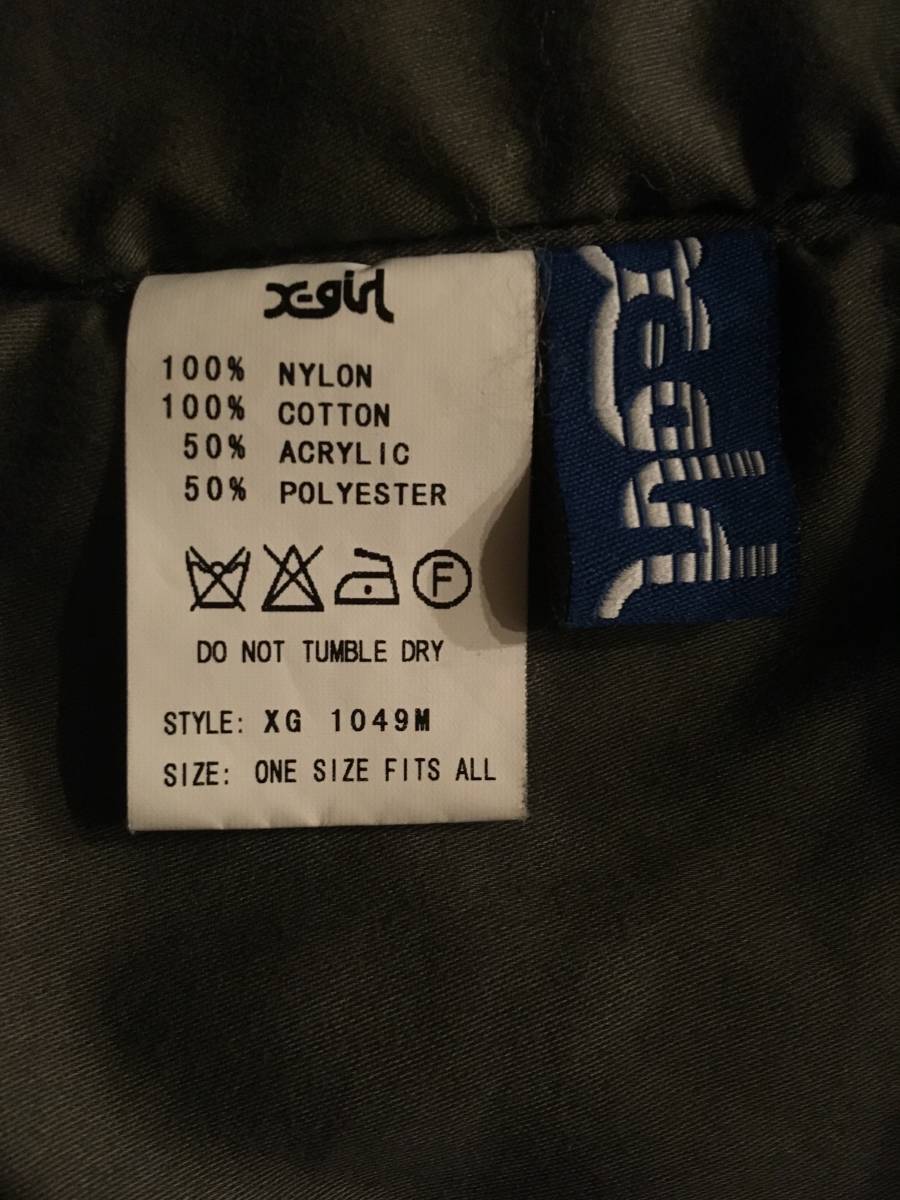 X-girl
100% NYLON
100% COTTON
50% ACRYLIC
50% POLYESTER
F
DO NOT TUMBLE DRY
STYLE: XG 1049M
SIZE: ONE SIZE FITS ALL
X-girl